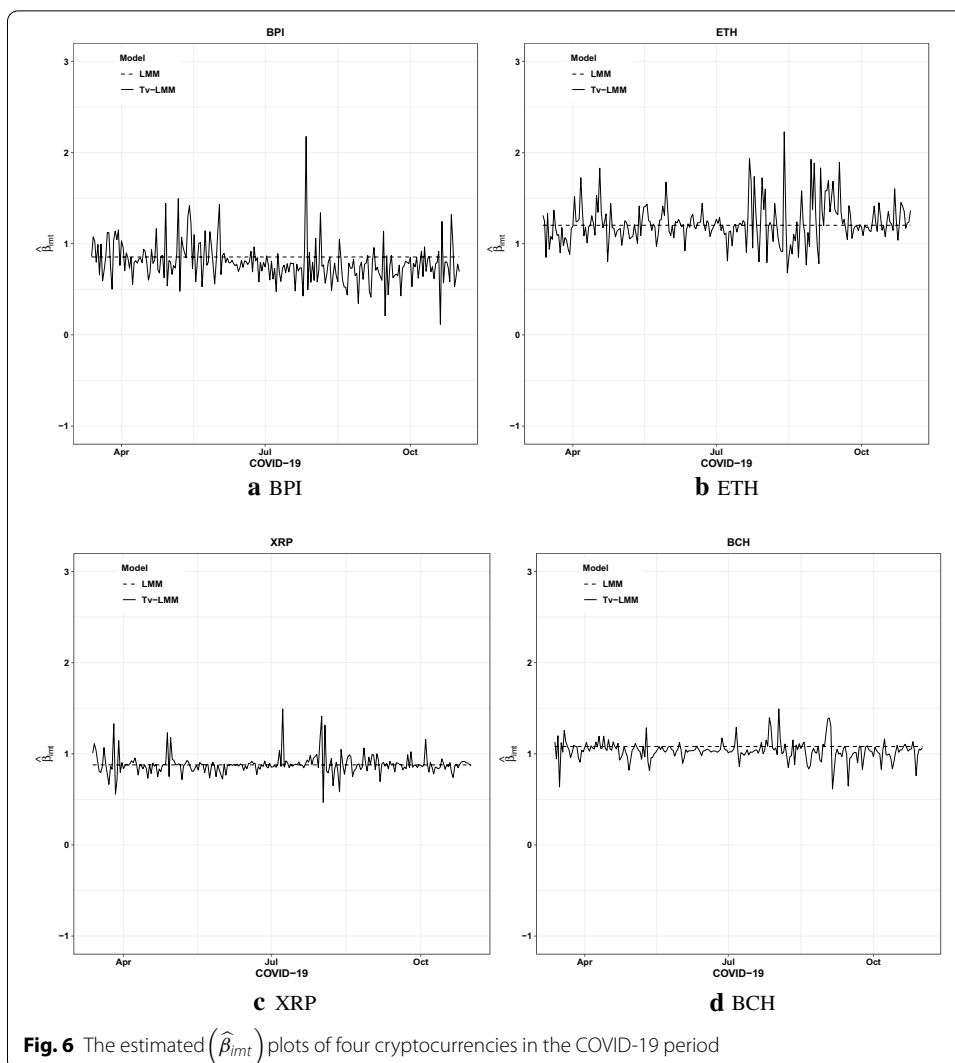 BPI
Model
LMM
Tv−LMM
3
2
1
0
−1
β̂imt
Apr
Jul
Oct
COVID−19
a BPI
ETH
Model
LMM
Tv−LMM
3
2
1
0
−1
β̂imt
Apr
Jul
Oct
COVID−19
b ETH
XRP
Model
LMM
Tv−LMM
3
2
1
0
−1
β̂imt
Apr
Jul
Oct
COVID−19
c XRP
BCH
Model
LMM
Tv−LMM
3
2
1
0
−1
β̂imt
Apr
Jul
Oct
COVID−19
d BCH
Fig. 6 The estimated (β̂imt) plots of four cryptocurrencies in the COVID-19 period